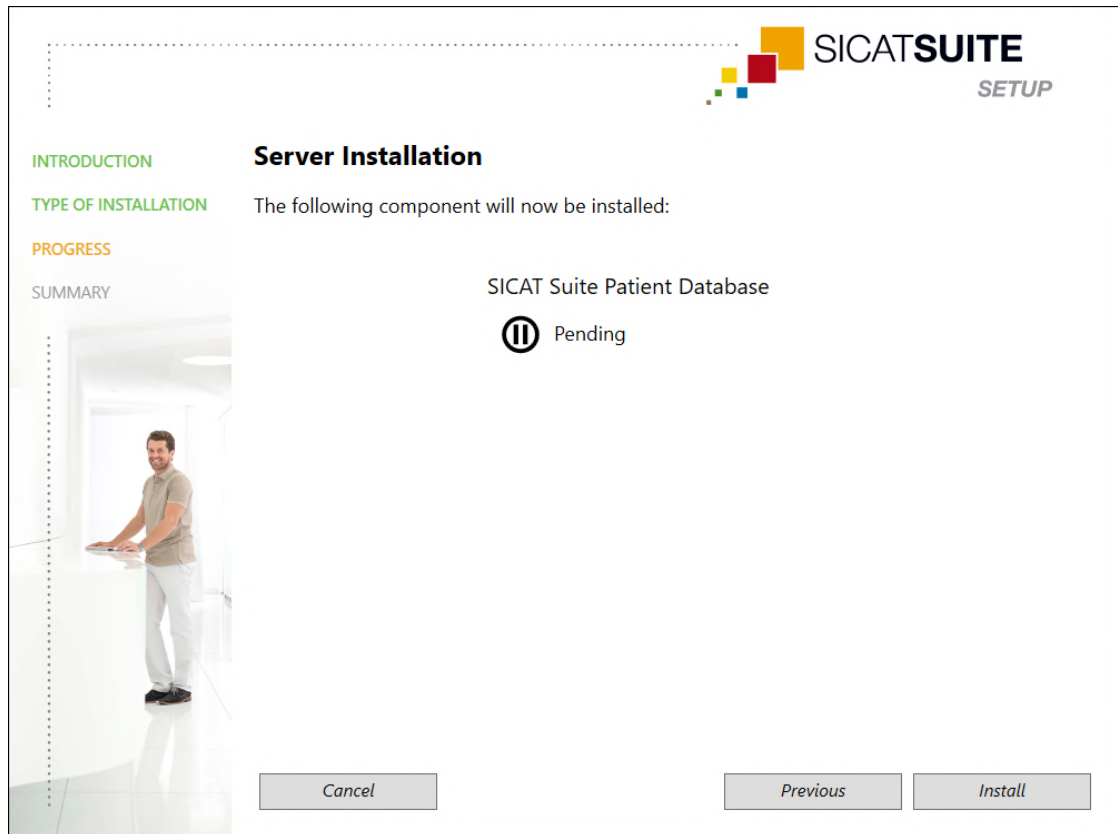 SICATSUITE
SETUP
INTRODUCTION
TYPE OF INSTALLATION
PROGRESS
SUMMARY
Server Installation
The following component will now be installed:
SICAT Suite Patient Database
Pending
Cancel
Previous
Install